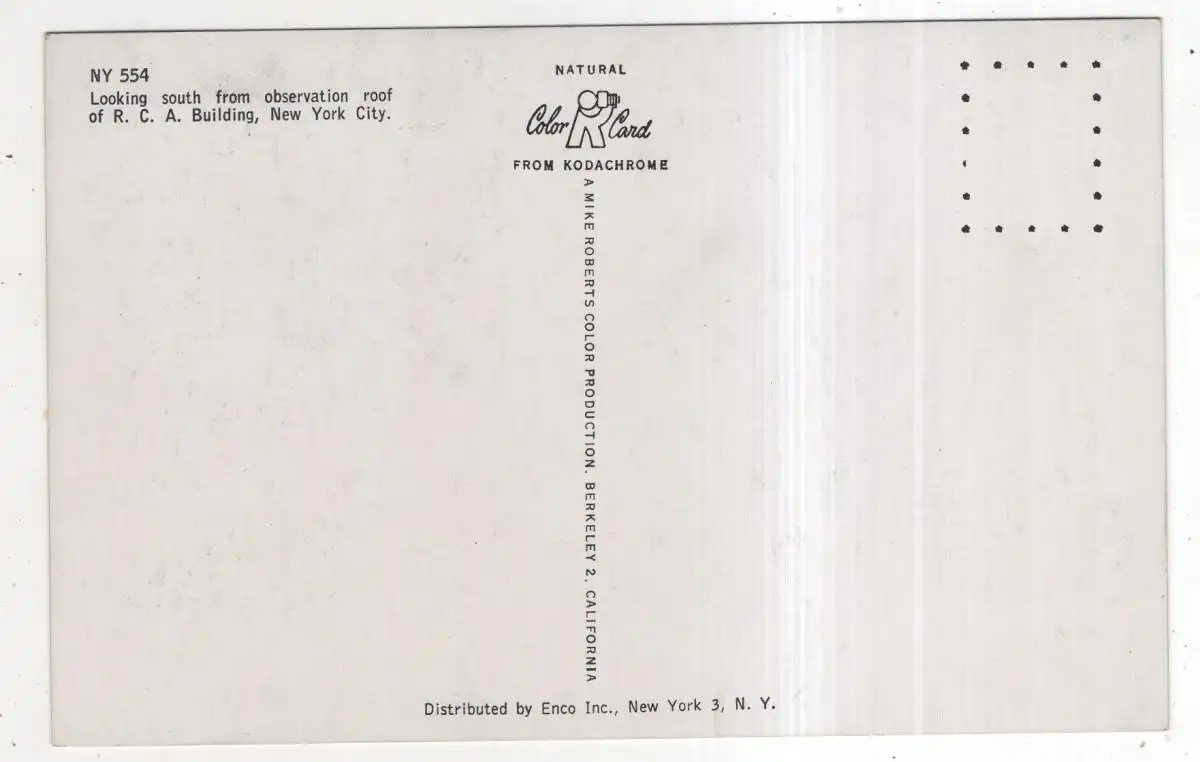 NY 554
Looking south from observation roof
of R. C. A. Building, New York City.
NATURAL
Color Card
FROM KODACHROME
A MIKE ROBERTS COLOR PRODUCTION. BERKELEY 2. CALIFORNIA
Distributed by Enco Inc., New York 3, N. Y.